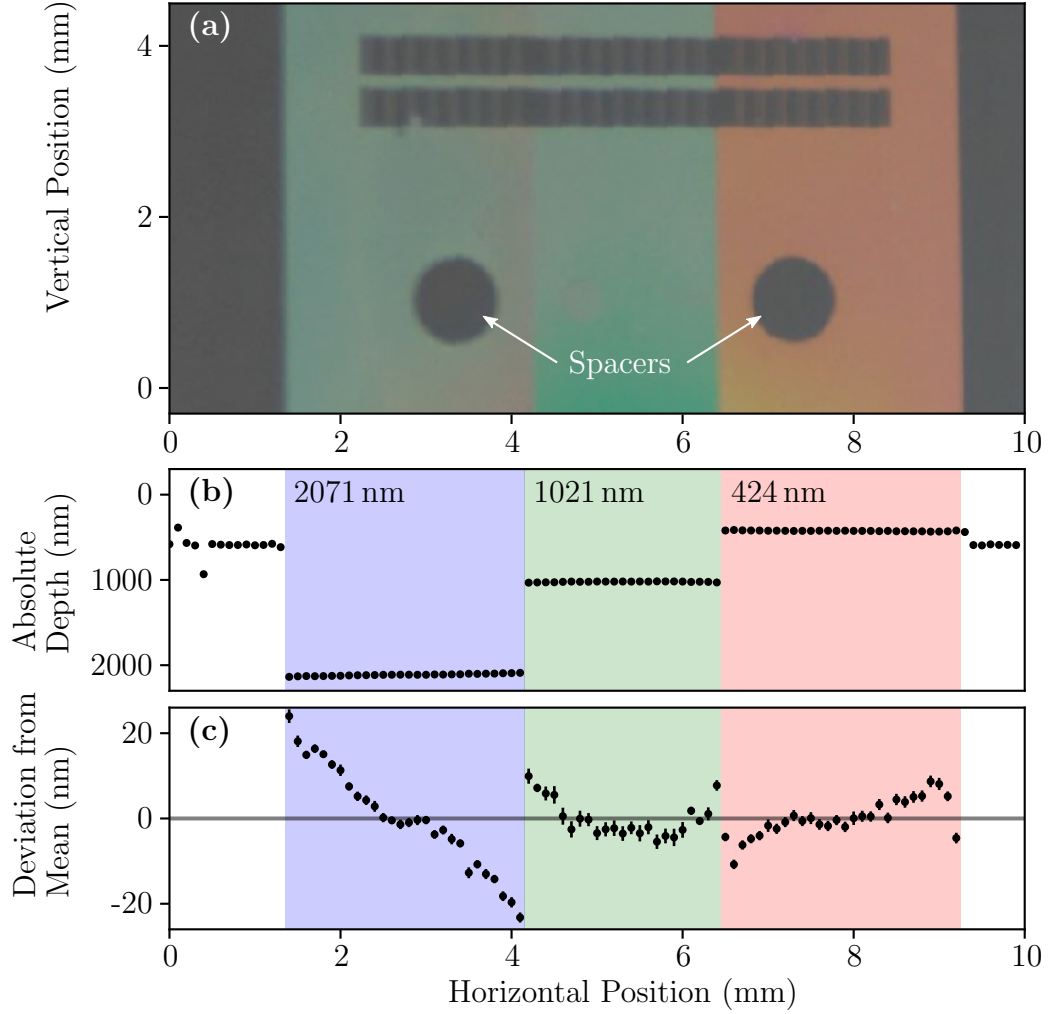 (a)
Vertical Position (mm)
4
2
0
Spacers
0 2 4 6 8 10
(b)
2071 nm
1021 nm
424 nm
Absolute
Depth (nm)
0
1000
2000
(c)
Deviation from
Mean (nm)
20
0
-20
0 2 4 6 8 10
Horizontal Position (mm)